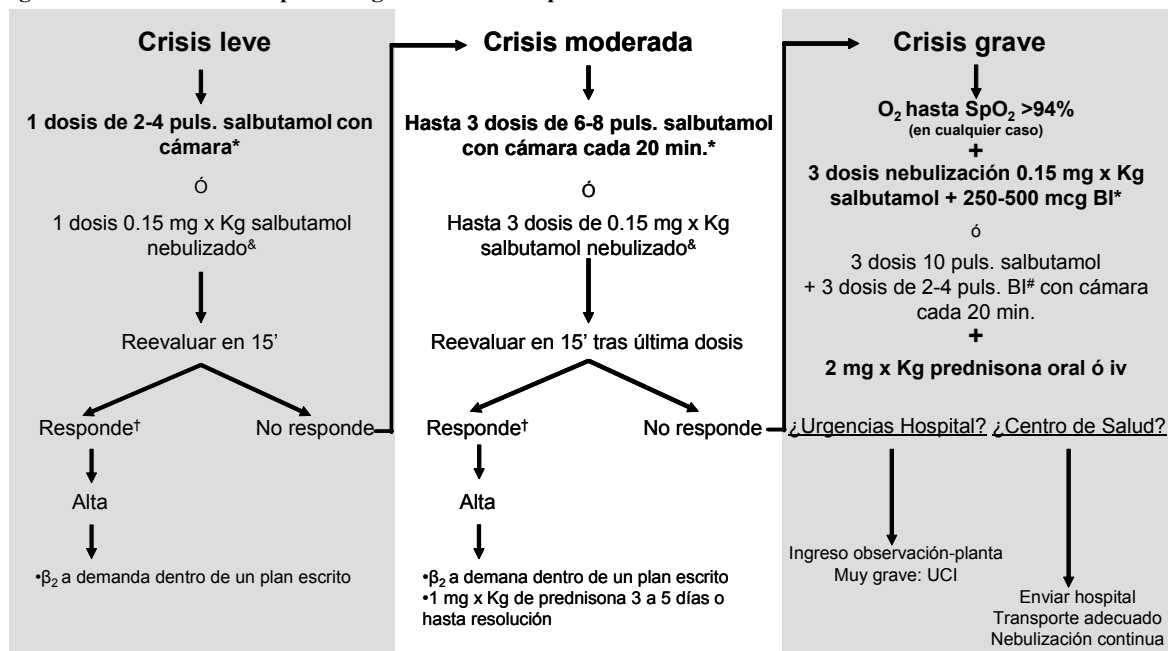 Crisis leve
1 dosis de 2-4 puls. salbutamol con
cámara*
Ó
1 dosis 0.15 mg x Kg salbutamol
nebulizado&
Reevaluar en 15’
Responde†
No responde
Alta
•β2 a demanda dentro de un plan escrito
Crisis moderada
Hasta 3 dosis de 6-8 puls. salbutamol
con cámara cada 20 min.*
Ó
Hasta 3 dosis de 0.15 mg x Kg
salbutamol nebulizado&
Reevaluar en 15’ tras última dosis
Responde†
No responde
Alta
•β2 a demana dentro de un plan escrito
•1 mg x Kg de prednisona 3 a 5 días o
hasta resolución
Crisis grave
O2 hasta SpO2 >94%
(en cualquier caso)
+
3 dosis nebulización 0.15 mg x Kg
salbutamol + 250-500 mcg BI*
ó
3 dosis 10 puls. salbutamol
+ 3 dosis de 2-4 puls. BI# con cámara
cada 20 min.
+
2 mg x Kg prednisona oral ó iv
¿Urgencias Hospital?
Ingreso observación-planta
Muy grave: UCI
¿Centro de Salud?
Enviar hospital
Transporte adecuado
Nebulización continua